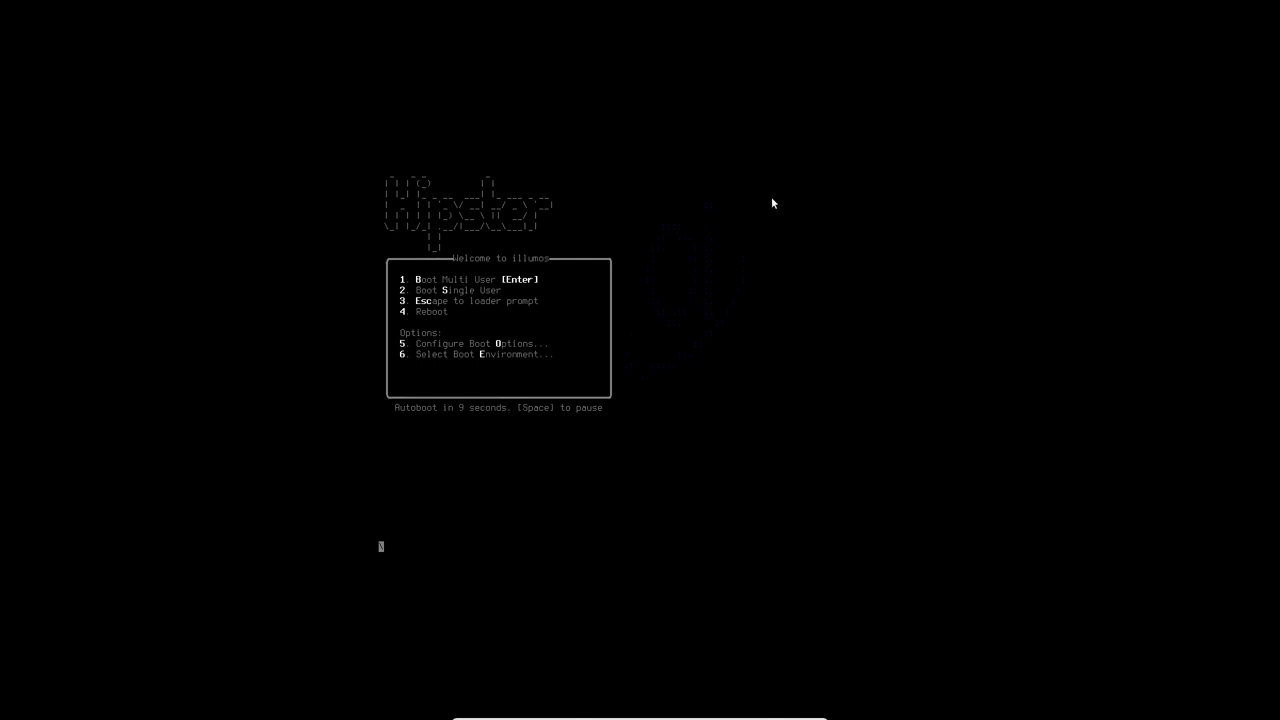 Hipster
Welcome to illumos
1. Boot Multi User [Enter]
2. Boot Single User
3. Escape to loader prompt
4. Reboot
Options:
5. Configure Boot Options...
6. Select Boot Environment...
Autoboot in 9 seconds. [Space] to pause
\